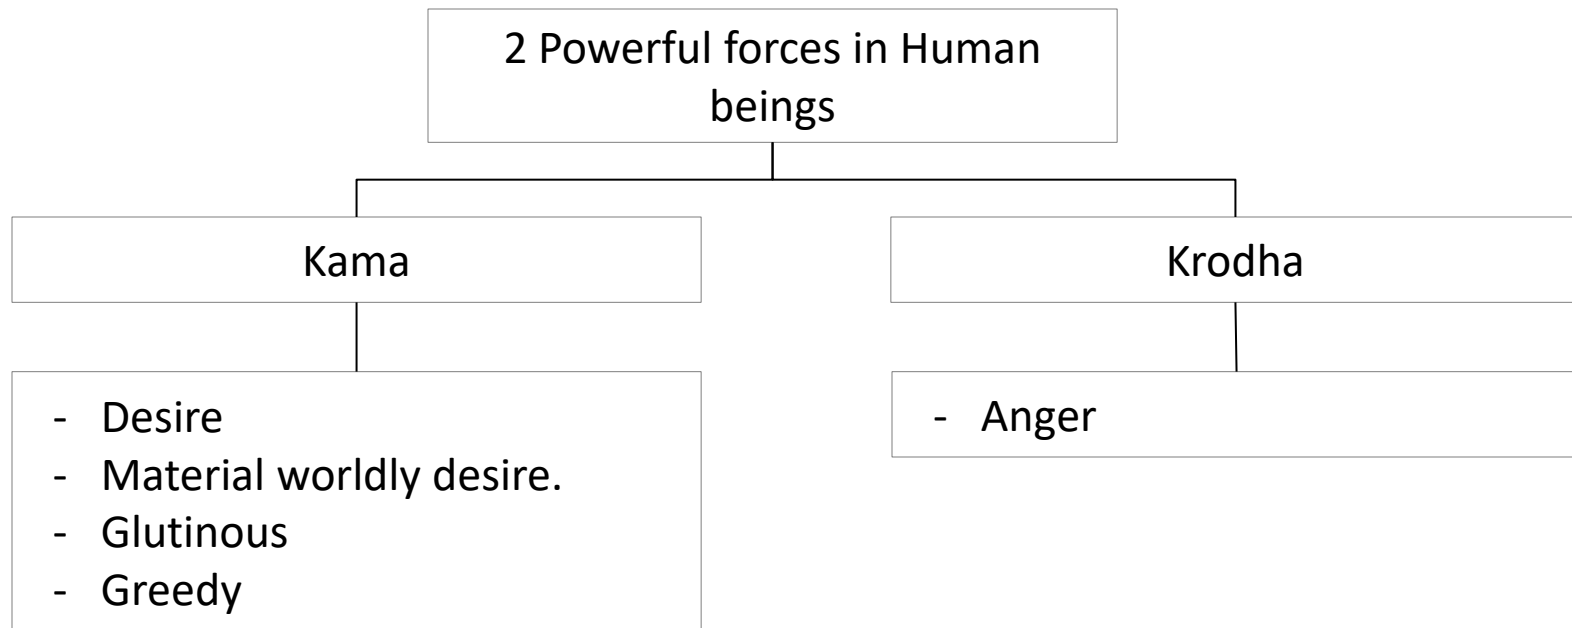 2 Powerful forces in Human
beings
Kama
Krodha
- Desire
- Material worldly desire.
- Glutinous
- Greedy
- Anger